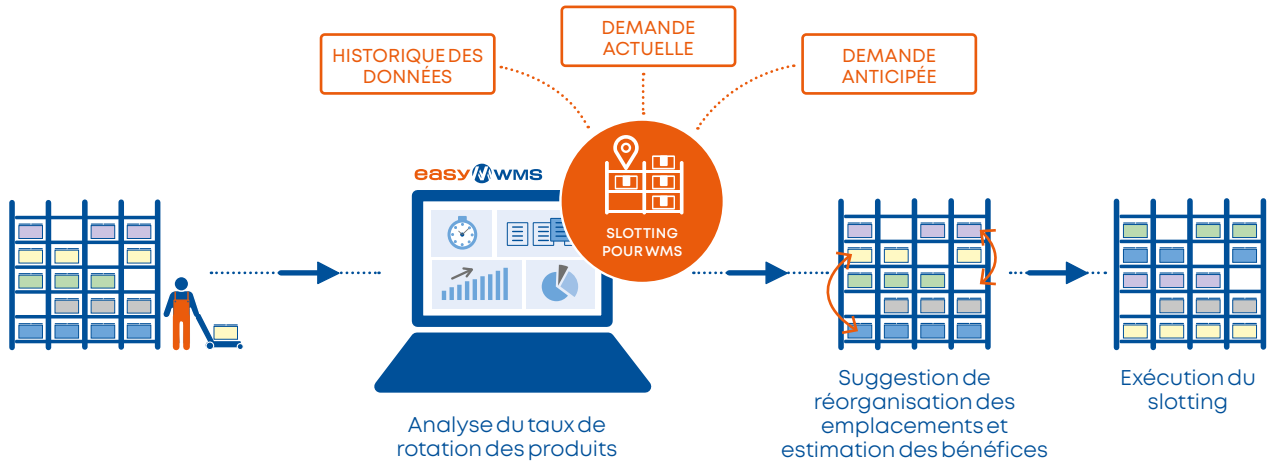 HISTORIQUE DES
DONNÉES
DEMANDE
ACTUELLE
DEMANDE
ANTICIPÉE
easy WMS
SLOTTING
POUR WMS
Analyse du taux de
rotation des produits
Suggestion de
réorganisation des
emplacements et
estimation des bénéfices
Exécution du
slotting